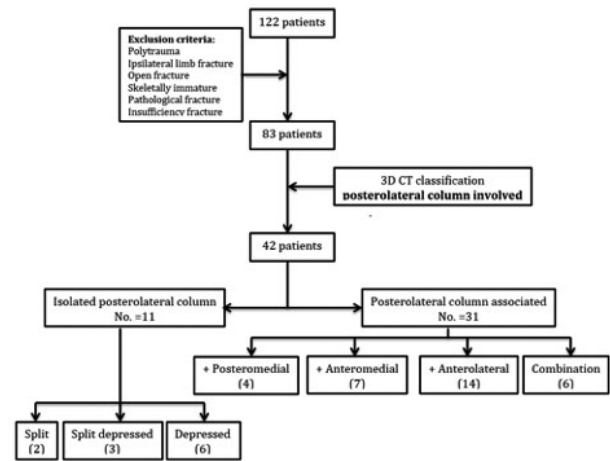 122 patients
Exclusion criteria:
Polytrauma
Ipsilateral limb fracture
Open fracture
Skeletally immature
Pathological fracture
Insufficiency fracture
83 patients
3D CT classification
posterolateral column involved
42 patients
Isolated posterolateral column
No. =11
Posterolateral column associated
No. =31
+ Posteromedial
(4)
+ Anteromedial
(7)
+ Anterolateral
(14)
Combination
(6)
Split
(2)
Split depressed
(3)
Depressed
(6)